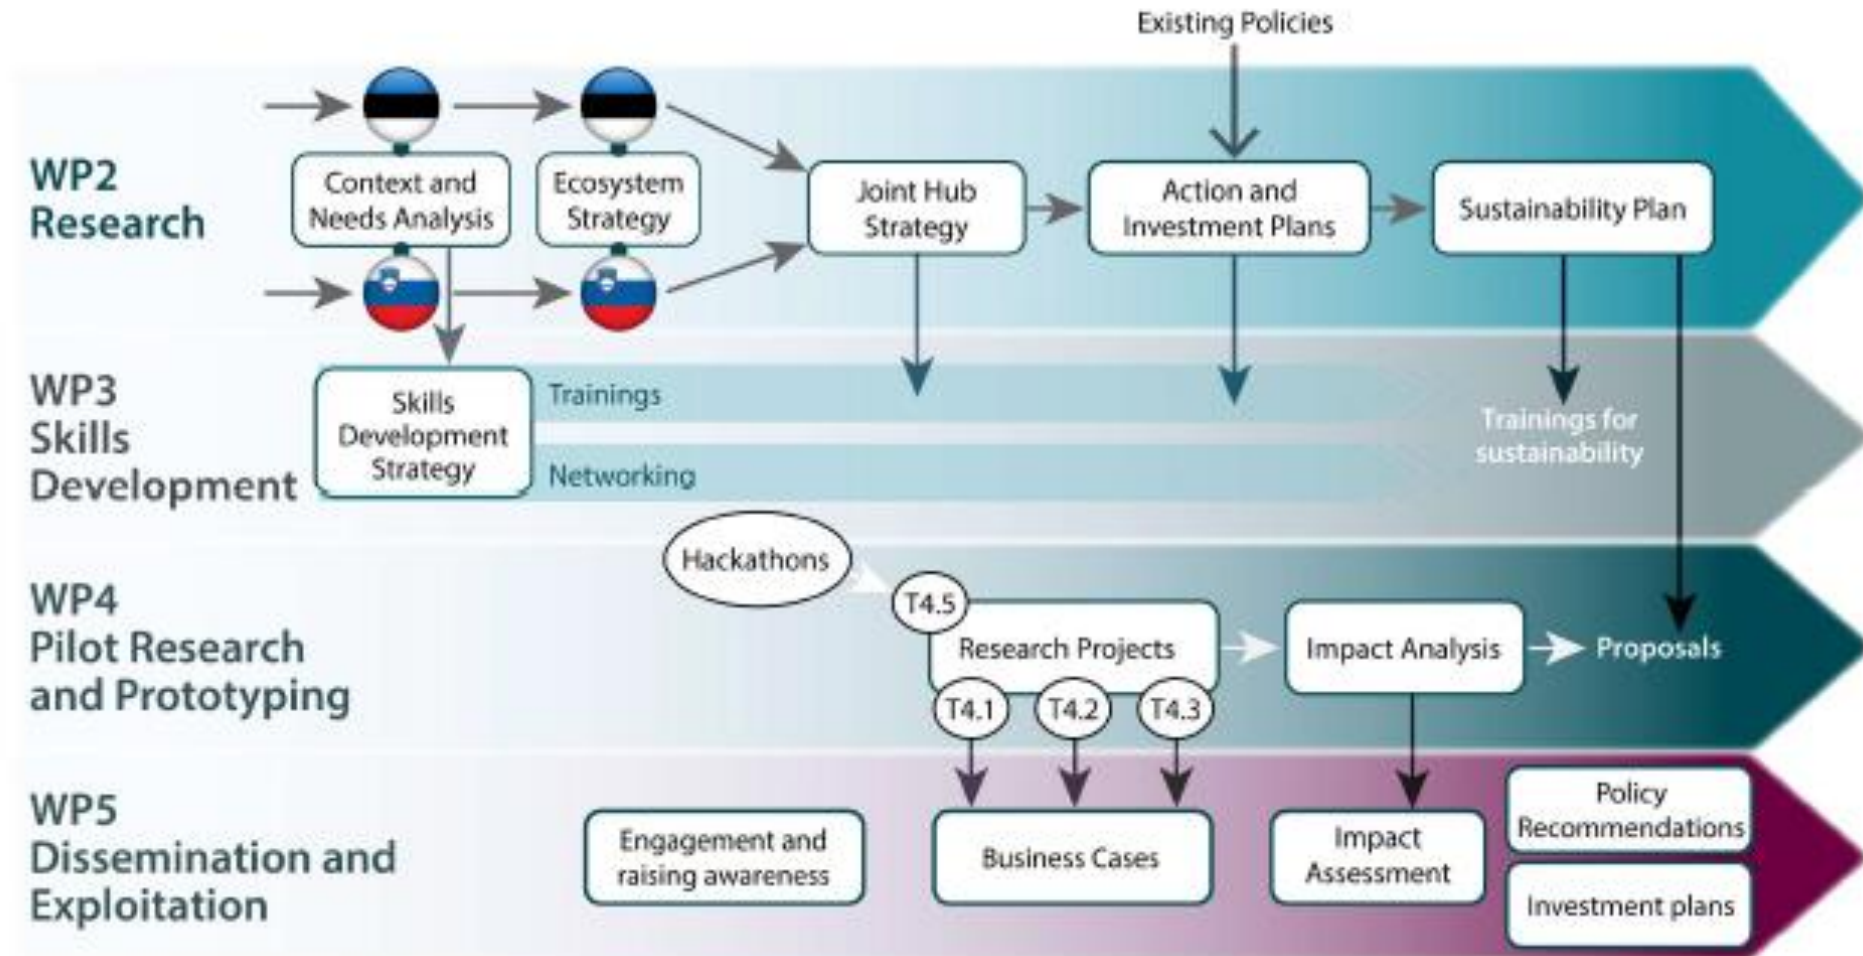 Existing Policies
WP2
Research
Context and
Needs Analysis
Ecosystem
Strategy
Joint Hub
Strategy
Action and
Investment Plans
Sustainability Plan
WP3
Skills
Development
Skills
Development
Strategy
Trainings
Networking
Trainings for
sustainability
WP4
Pilot Research
and Prototyping
Hackathons
T4.5
Research Projects
T4.1
T4.2
T4.3
Impact Analysis
Proposals
WP5
Dissemination and
Exploitation
Engagement and
raising awareness
Business Cases
Impact
Assessment
Policy
Recommendations
Investment plans